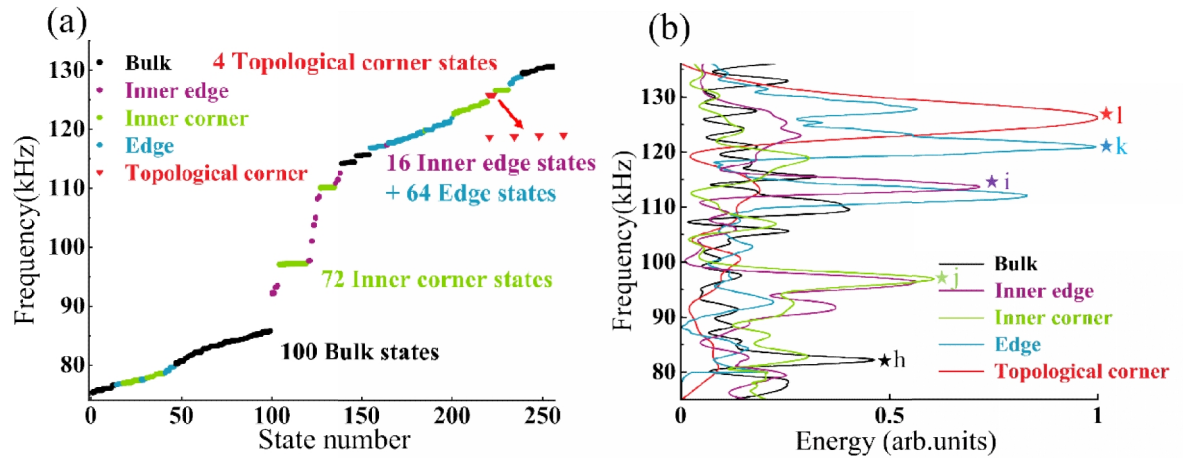 (a)
Bulk
Inner edge
Inner corner
Edge
Topological corner
4 Topological corner states
16 Inner edge states
+ 64 Edge states
72 Inner corner states
100 Bulk states
130
120
110
100
90
80
0
50
100
150
200
250
Frequency(kHz)
State number
(b)
130
120
110
100
90
80
0
0.5
1
Frequency(kHz)
Energy (arb.units)
l
k
i
j
h
Bulk
Inner edge
Inner corner
Edge
Topological corner